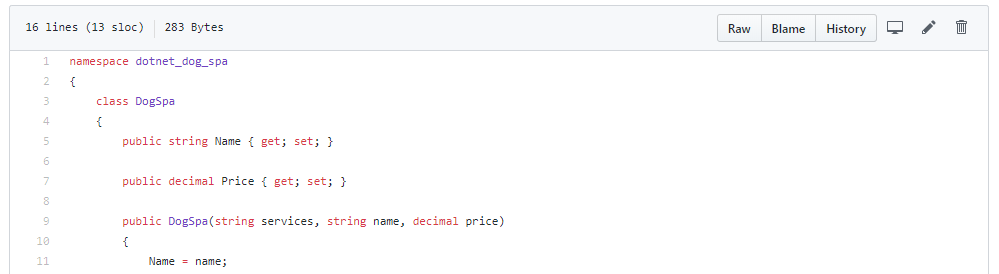 16 lines (13 sloc) 283 Bytes Raw Blame History
1 namespace dotnet_dog_spa
2 {
3 class DogSpa
4 {
5 public string Name { get; set; }
6
7 public decimal Price { get; set; }
8
9 public DogSpa(string services, string name, decimal price)
10 {
11 Name = name;